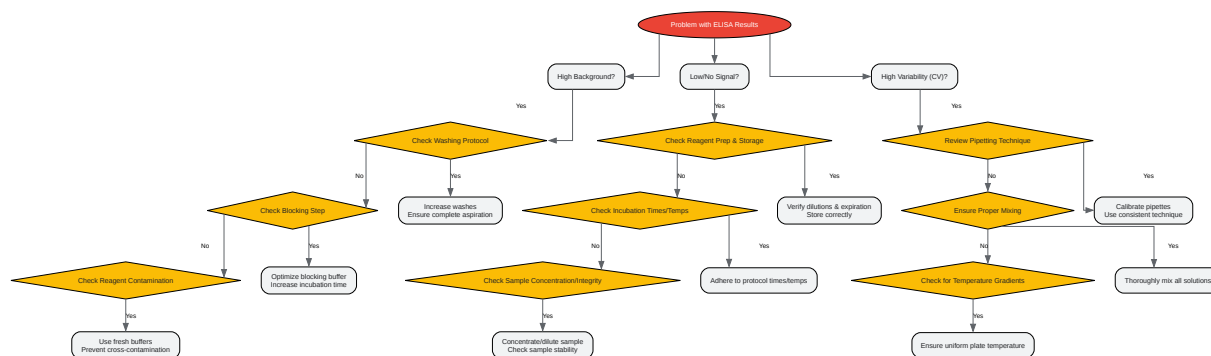 Problem with ELISA Results
High Background?
Low/No Signal?
High Variability (CV)?
Yes
Yes
Yes
Check Washing Protocol
Check Reagent Prep & Storage
Review Pipetting Technique
No
Yes
No
Yes
No
Yes
Check Blocking Step
Increase washes
Ensure complete aspiration
Check Incubation Times/Temps
Verify dilutions & expiration
Store correctly
Ensure Proper Mixing
Calibrate pipettes
Use consistent technique
No
Yes
No
Yes
No
Yes
Check Reagent Contamination
Optimize blocking buffer
Increase incubation time
Check Sample Concentration/Integrity
Adhere to protocol times/temps
Check for Temperature Gradients
Thoroughly mix all solutions
Yes
Yes
Yes
Use fresh buffers
Prevent cross-contamination
Concentrate/dilute sample
Check sample stability
Ensure uniform plate temperature